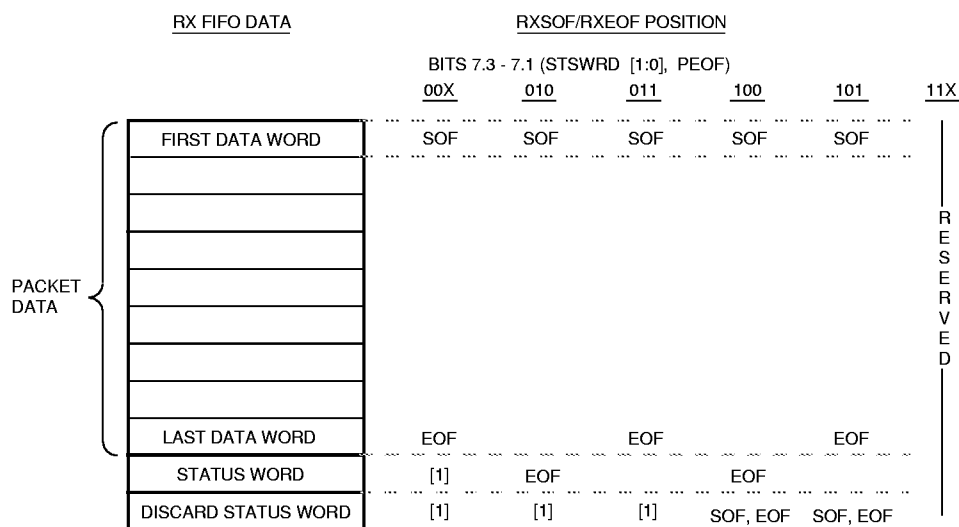 RX FIFO DATA RXSOF/RXEOF POSITION
BITS 7.3 - 7.1 (STSWRD [1:0], PEOF)
00X 010 011 100 101 11X
FIRST DATA WORD SOF SOF SOF SOF SOF
RESERVED
PACKET
DATA
LAST DATA WORD EOF EOF EOF
STATUS WORD [1] EOF EOF
DISCARD STATUS WORD [1] [1] [1] SOF, EOF SOF, EOF